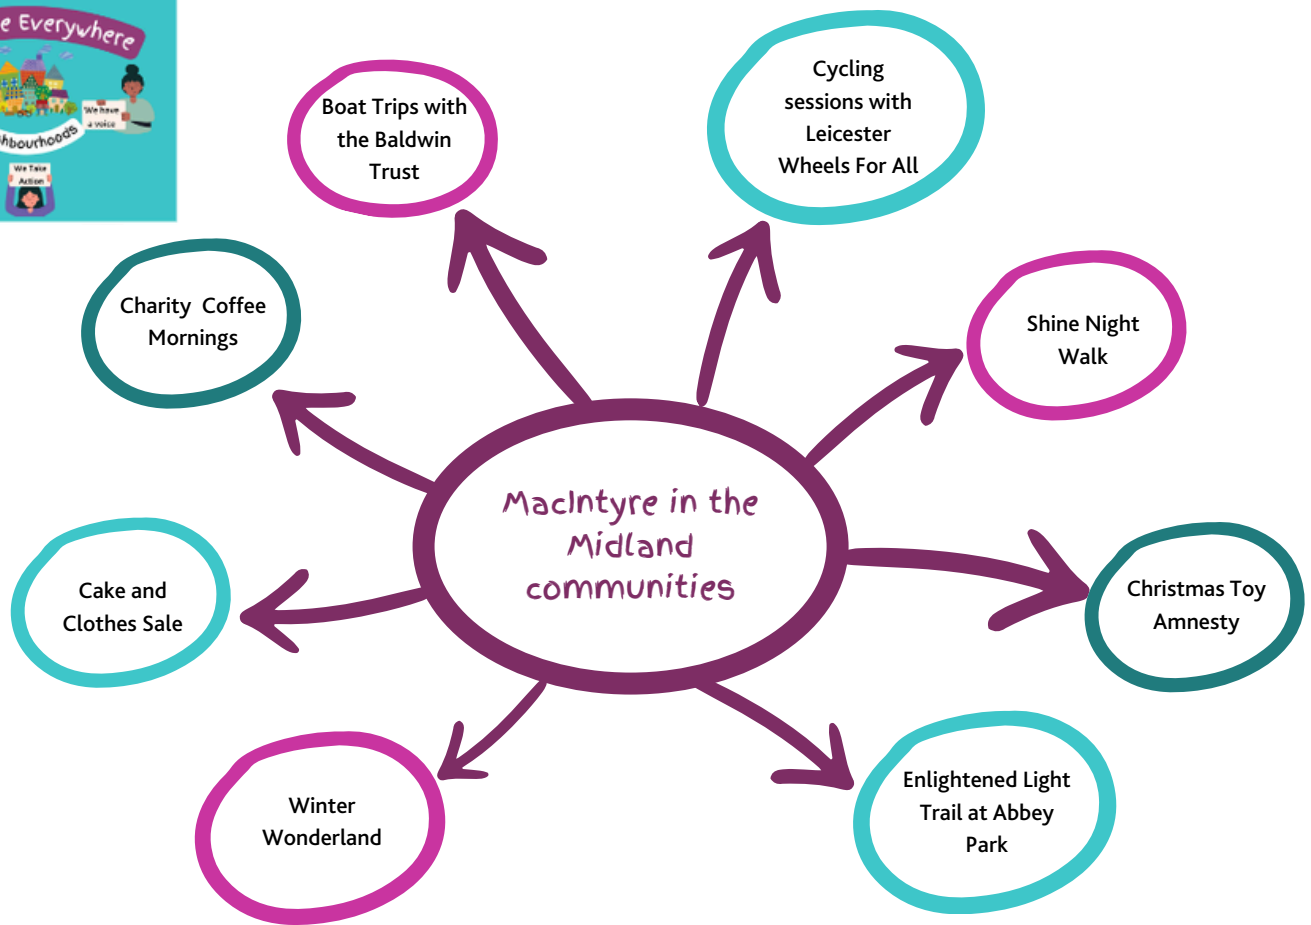 e Everywhere
We have
a voice
hbourhoods
We Take
Action
Boat Trips with
the Baldwin
Trust
Cycling
sessions with
Leicester
Wheels For All
Charity Coffee
Mornings
Shine Night
Walk
MacIntyre in the
Midland
communities
Cake and
Clothes Sale
Christmas Toy
Amnesty
Winter
Wonderland
Enlightened Light
Trail at Abbey
Park